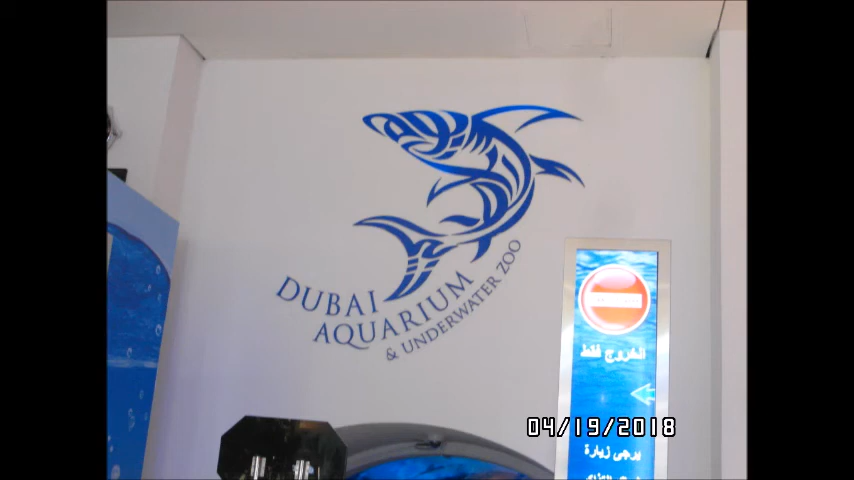 DUBAI
AQUARIUM
& UNDERWATER ZOO
الخروج فقط
04/19/2018
يرجى زيارة